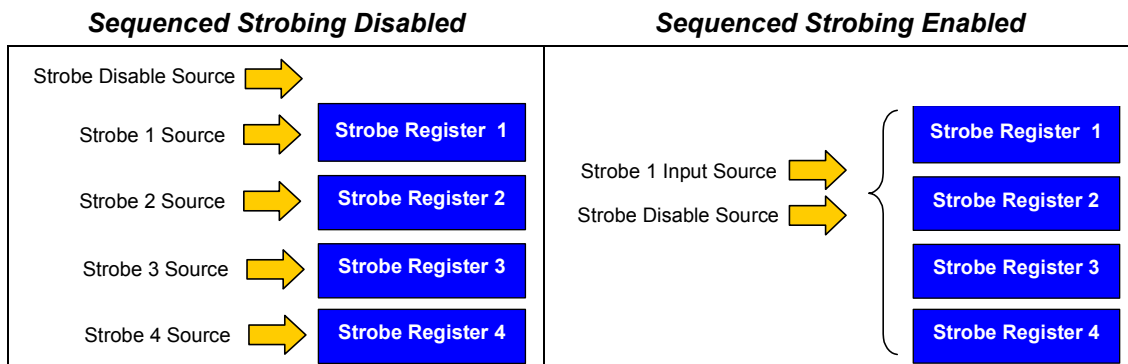 Sequenced Strobing Disabled
Sequenced Strobing Enabled
Strobe Disable Source
Strobe 1 Source
Strobe Register 1
Strobe 2 Source
Strobe Register 2
Strobe 3 Source
Strobe Register 3
Strobe 4 Source
Strobe Register 4
Strobe 1 Input Source
Strobe Disable Source
Strobe Register 1
Strobe Register 2
Strobe Register 3
Strobe Register 4